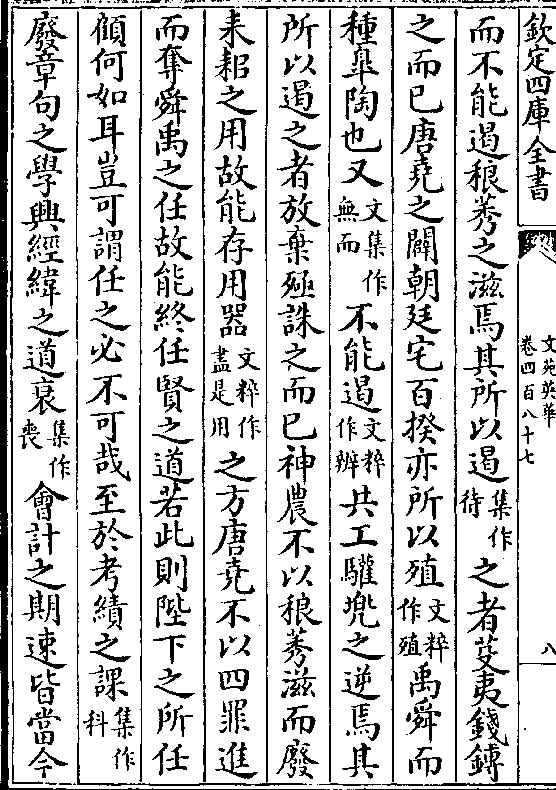 欽定四庫全書
文苑英華
卷四百八十七
八
而不能遏稂莠之滋焉其所以遏集作待之者芟夷錢鎛
之而已唐堯之闢朝廷宅百揆亦所以殖文粹作殖禹舜而
種臯陶也又文集作無而不能遏文粹作辨共工驩兜之逆焉其
所以遏之者放棄殛誅之而已神農不以稂莠滋而廢
耒耜之用故能存用器文粹作盡是用之方唐堯不以四罪進
而奪舜禹之任故能終任賢之道若此則陛下之所任
顧何如耳豈可謂任之必不可哉至於考績之課集作科
廢章句之學興經緯之道衰集作喪會計之期速皆當今